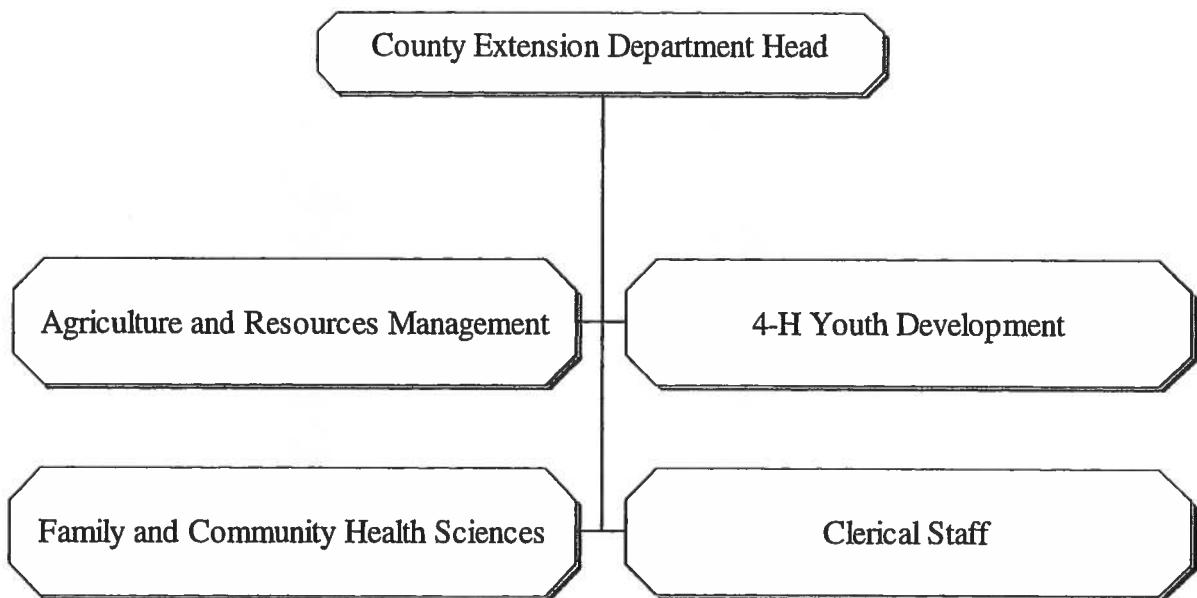 County Extension Department Head
Agriculture and Resources Management
4-H Youth Development
Family and Community Health Sciences
Clerical Staff